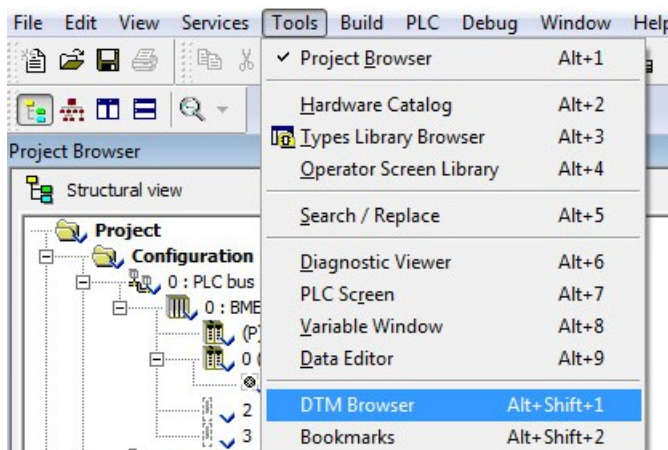 File Edit View Services Tools Build PLC Debug Window Help
Project Browser Alt+1
Hardware Catalog Alt+2
Types Library Browser Alt+3
Operator Screen Library Alt+4
Search / Replace Alt+5
Diagnostic Viewer Alt+6
PLC Screen Alt+7
Variable Window Alt+8
Data Editor Alt+9
DTM Browser Alt+Shift+1
Bookmarks Alt+Shift+2
Project Browser
Structural view
Project
Configuration
0 : PLC bus
0 : BME
(P)
0 (
2
3